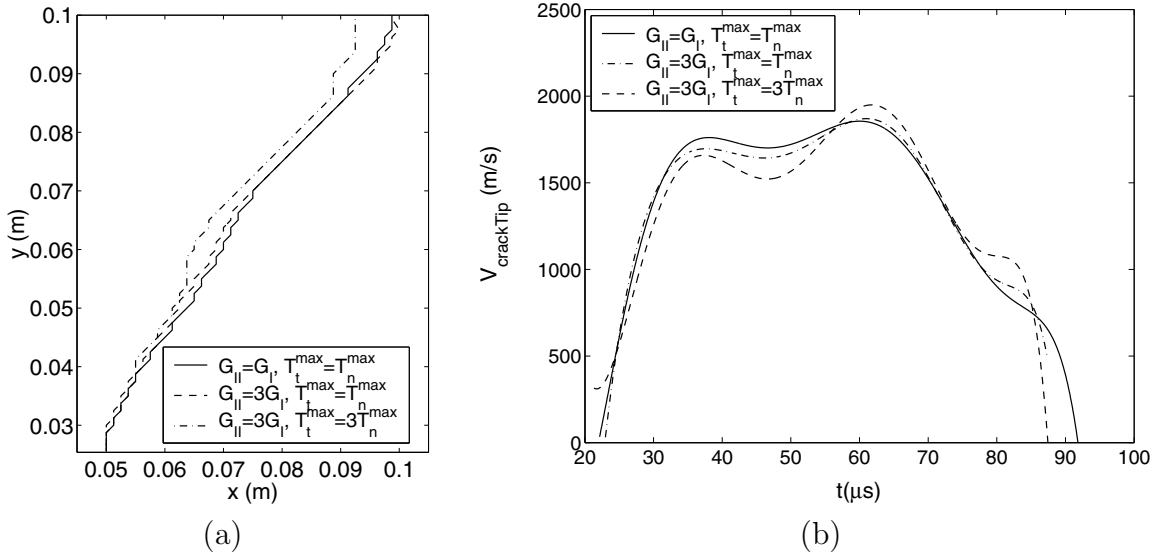 0.1
0.09
0.08
0.07
0.06
0.05
0.04
0.03
y (m)
G_II=G_I, T_t^max=T_n^max
G_II=3G_I, T_t^max=T_n^max
G_II=3G_I, T_t^max=3T_n^max
0.05 0.06 0.07 0.08 0.09 0.1
x (m)
(a)
2500
2000
1500
1000
500
0
V_crackTip (m/s)
G_II=G_I, T_t^max=T_n^max
G_II=3G_I, T_t^max=T_n^max
G_II=3G_I, T_t^max=3T_n^max
20 30 40 50 60 70 80 90 100
t(μs)
(b)